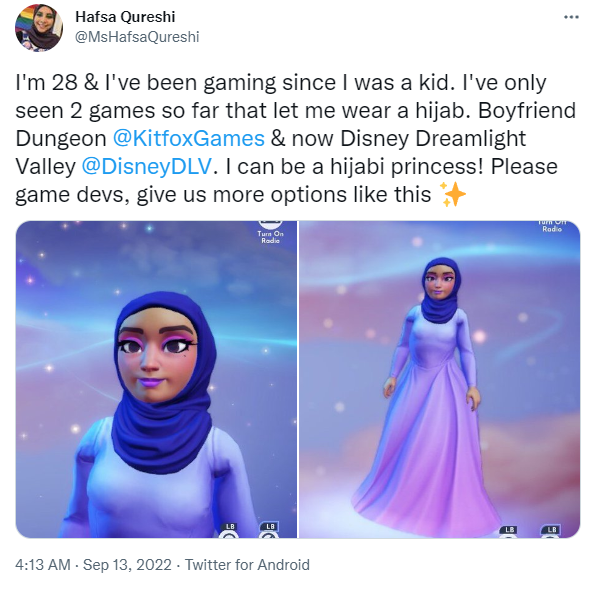 Hafsa Qureshi
@MsHafsaQureshi
I'm 28 & I've been gaming since I was a kid. I've only
seen 2 games so far that let me wear a hijab. Boyfriend
Dungeon @KitfoxGames & now Disney Dreamlight
Valley @DisneyDLV. I can be a hijabi princess! Please
game devs, give us more options like this ✨
Turn On
Radio
Turn On
Radio
LB
LB
LB
LB
4:13 AM · Sep 13, 2022 · Twitter for Android